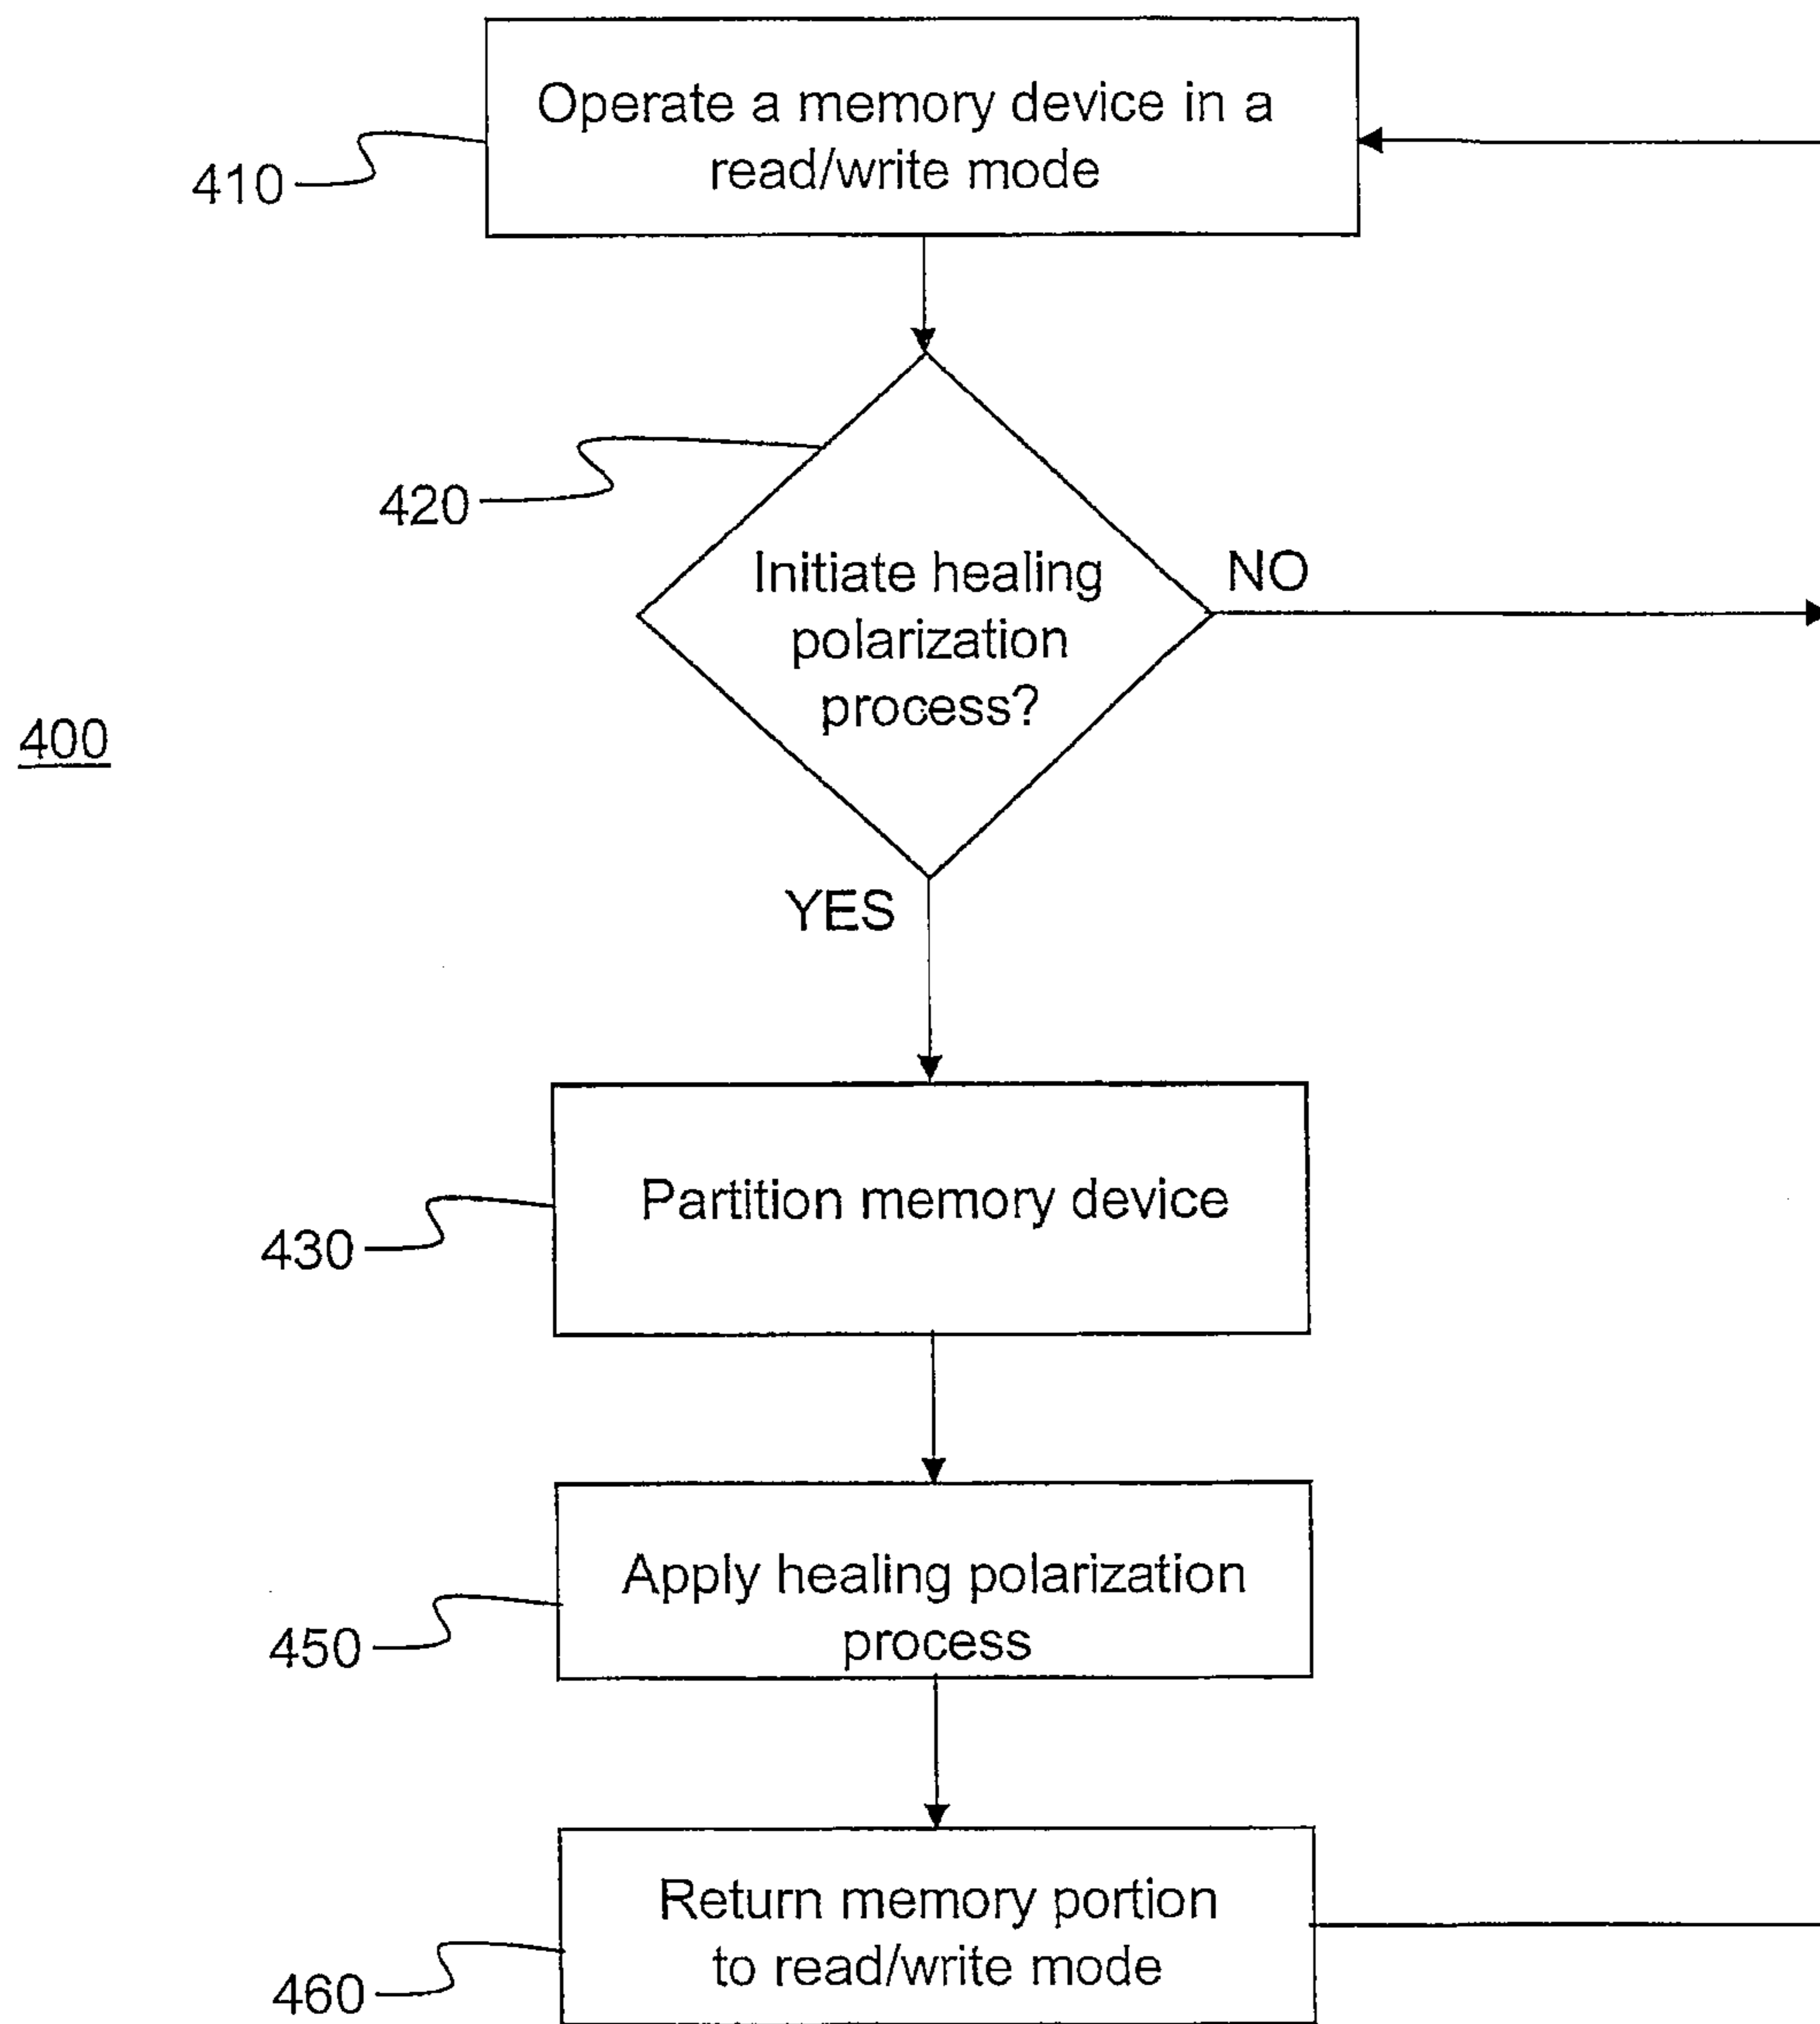 Operate a memory device in a
read/write mode
410
420
Initiate healing
polarization
process?
NO
400
YES
Partition memory device
430
Apply healing polarization
process
450
Return memory portion
to read/write mode
460